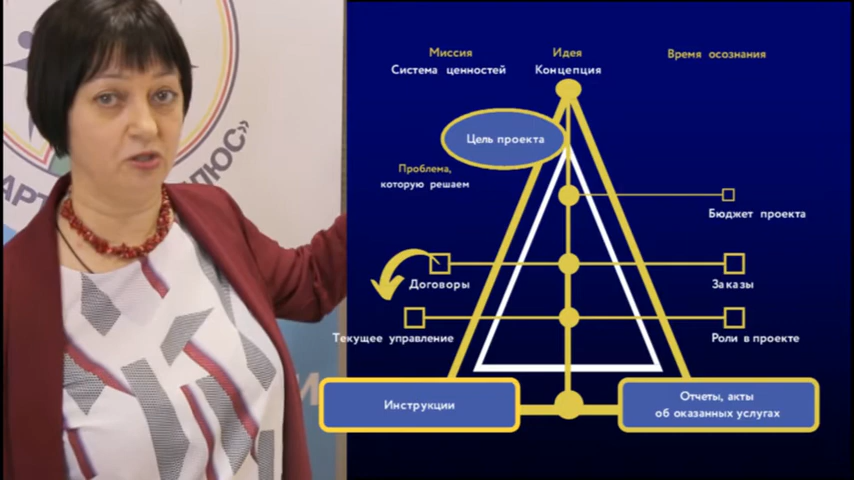 Миссия
Идея
Время осознания
Система ценностей
Концепция
Цель проекта
Проблема,
которую решаем
Бюджет проекта
Договоры
Заказы
Текущее управление
Роли в проекте
Инструкции
Отчеты, акты
об оказанных услугах